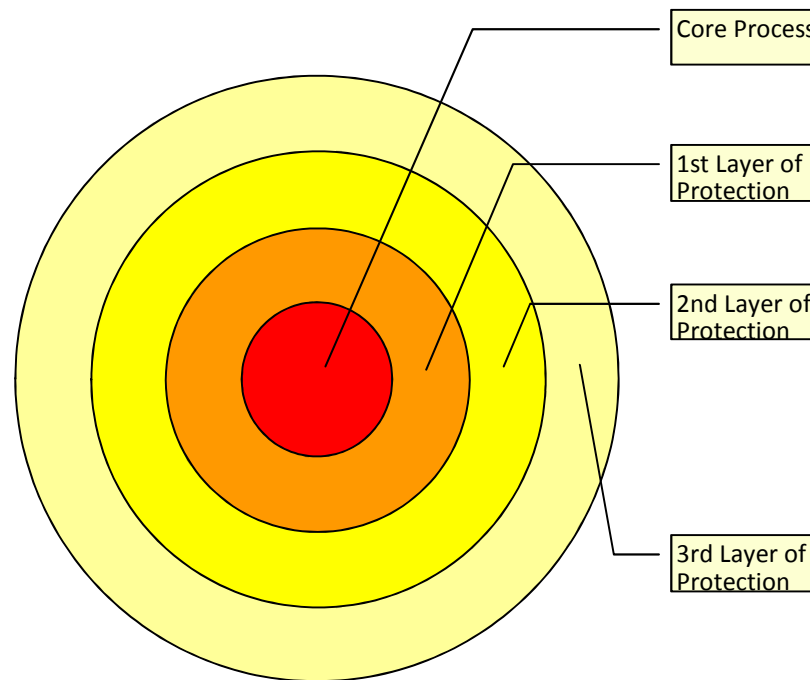 Core Process
1st Layer of
Protection
2nd Layer of
Protection
3rd Layer of
Protection